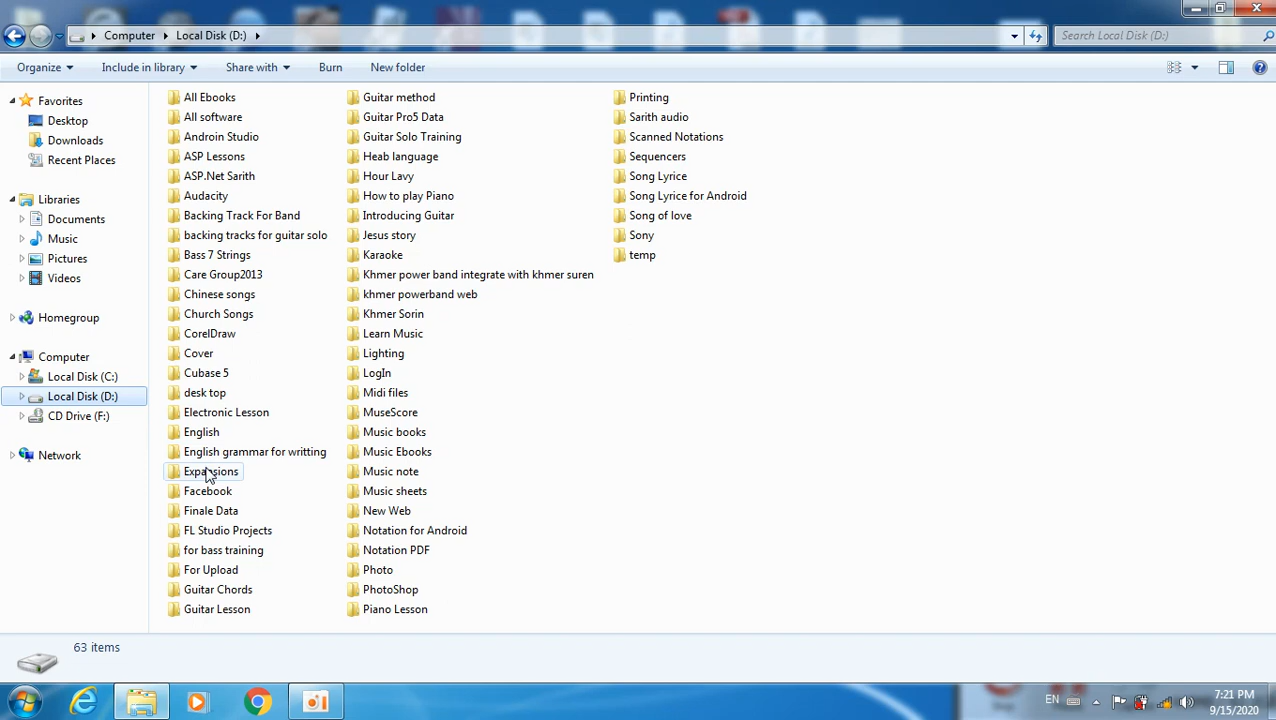 Computer Local Disk (D:) Search Local Disk (D:)
Organize Include in library Share with Burn New folder
Favorites
Desktop
Downloads
Recent Places
Libraries
Documents
Music
Pictures
Videos
Homegroup
Computer
Local Disk (C:)
Local Disk (D:)
CD Drive (F:)
Network
All Ebooks
All software
Androin Studio
ASP Lessons
ASP.Net Sarith
Audacity
Backing Track For Band
backing tracks for guitar solo
Bass 7 Strings
Care Group2013
Chinese songs
Church Songs
CorelDraw
Cover
Cubase 5
desk top
Electronic Lesson
English
English grammar for writting
Expansions
Facebook
Finale Data
FL Studio Projects
for bass training
For Upload
Guitar Chords
Guitar Lesson
Guitar method
Guitar Pro5 Data
Guitar Solo Training
Heab language
Hour Lavy
How to play Piano
Introducing Guitar
Jesus story
Karaoke
Khmer power band integrate with khmer suren
khmer powerband web
Khmer Sorin
Learn Music
Lighting
LogIn
Midi files
MuseScore
Music books
Music Ebooks
Music note
Music sheets
New Web
Notation for Android
Notation PDF
Photo
PhotoShop
Piano Lesson
Printing
Sarith audio
Scanned Notations
Sequencers
Song Lyrice
Song Lyrice for Android
Song of love
Sony
temp
63 items
EN 7:21 PM
9/15/2020